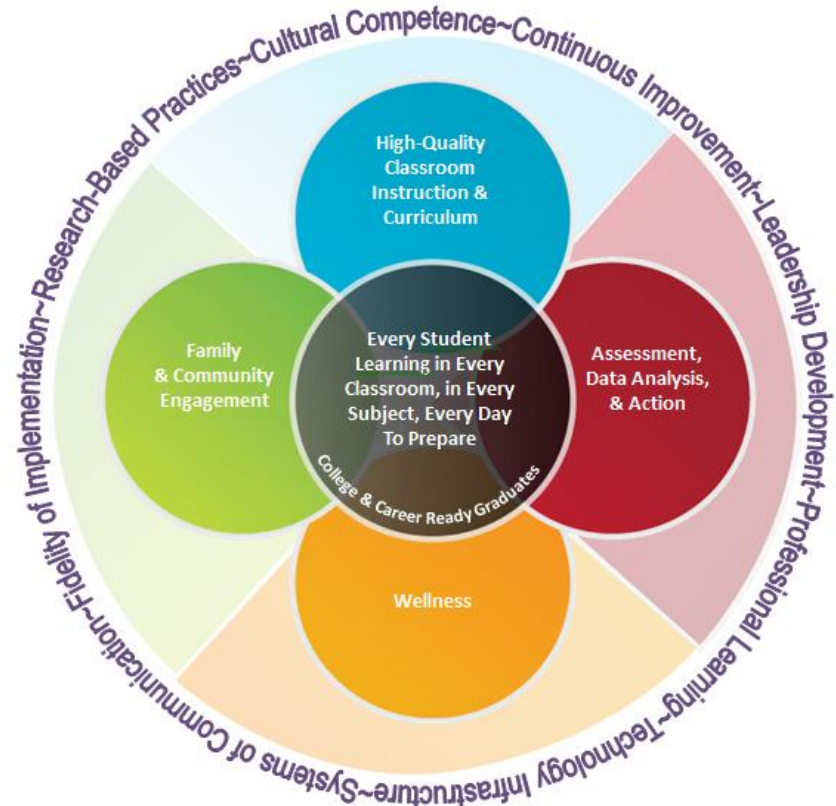 Fidelity of Implementation~Research-Based Practices~Cultural Competence~Continuous Improvement~Leadership Development~Professional Learning~Technology Infrastructure~Systems of Communication~
High-Quality
Classroom
Instruction &
Curriculum
Family
& Community
Engagement
Every Student
Learning in Every
Classroom, in Every
Subject, Every Day
To Prepare
College & Career Ready Graduates
Assessment,
Data Analysis,
& Action
Wellness